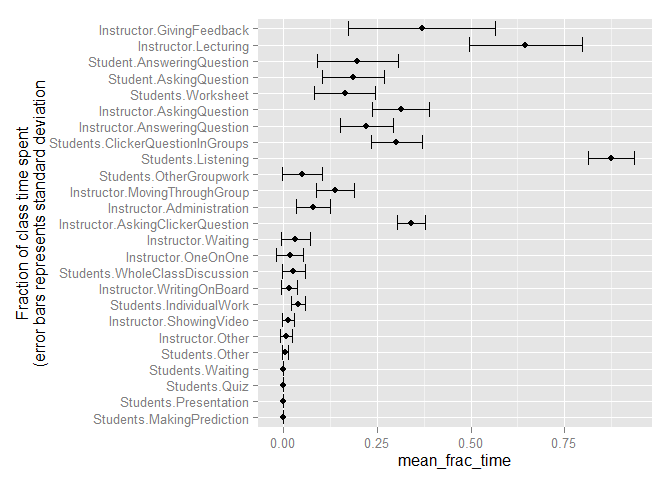 Fraction of class time spent
(error bars represents standard deviation
Instructor.GivingFeedback
Instructor.Lecturing
Student.AnsweringQuestion
Student.AskingQuestion
Students.Worksheet
Instructor.AskingQuestion
Instructor.AnsweringQuestion
Students.ClickerQuestionInGroups
Students.Listening
Students.OtherGroupwork
Instructor.MovingThroughGroup
Instructor.Administration
Instructor.AskingClickerQuestion
Instructor.Waiting
Instructor.OneOnOne
Students.WholeClassDiscussion
Instructor.WritingOnBoard
Students.IndividualWork
Instructor.ShowingVideo
Instructor.Other
Students.Other
Students.Waiting
Students.Quiz
Students.Presentation
Students.MakingPrediction
0.00 0.25 0.50 0.75
mean_frac_time